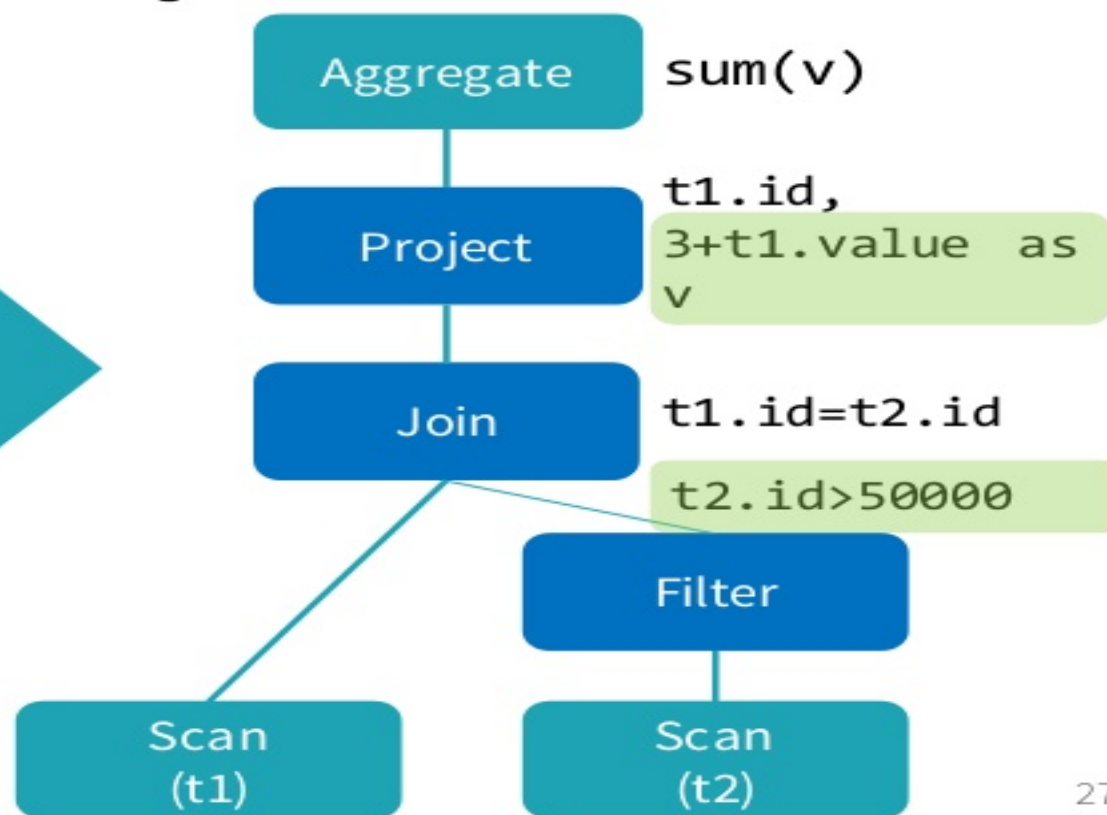 Aggregate
sum(v)
t1.id,
Project
3+t1.value as
v
Join
t1.id=t2.id
t2.id>50000
Filter
Scan
(t1)
Scan
(t2)
27